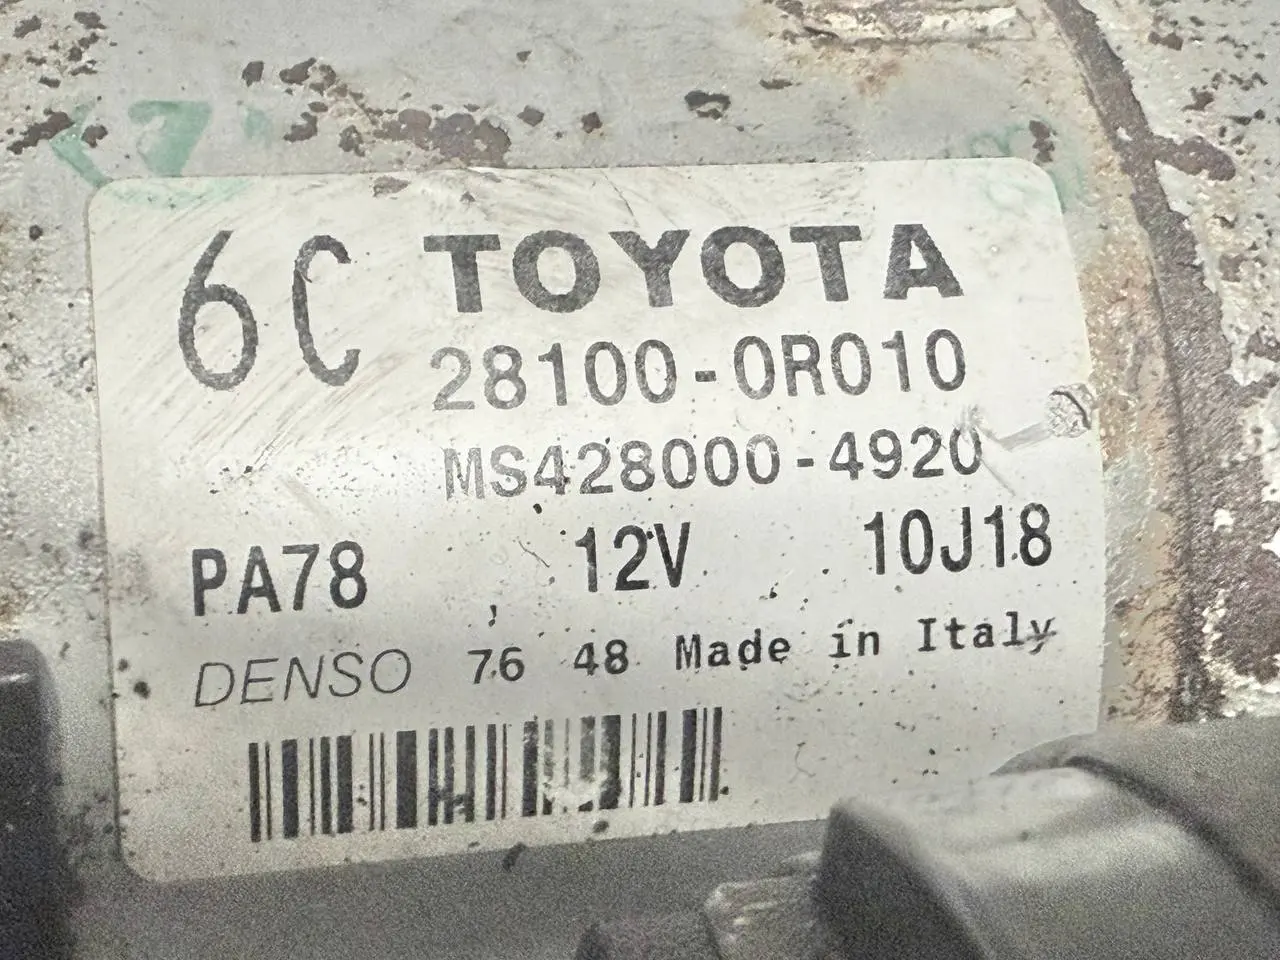 6C TOYOTA
28100-0R010
MS428000-4920
PA78 12V 10J18
DENSO 76 48 Made in Italy